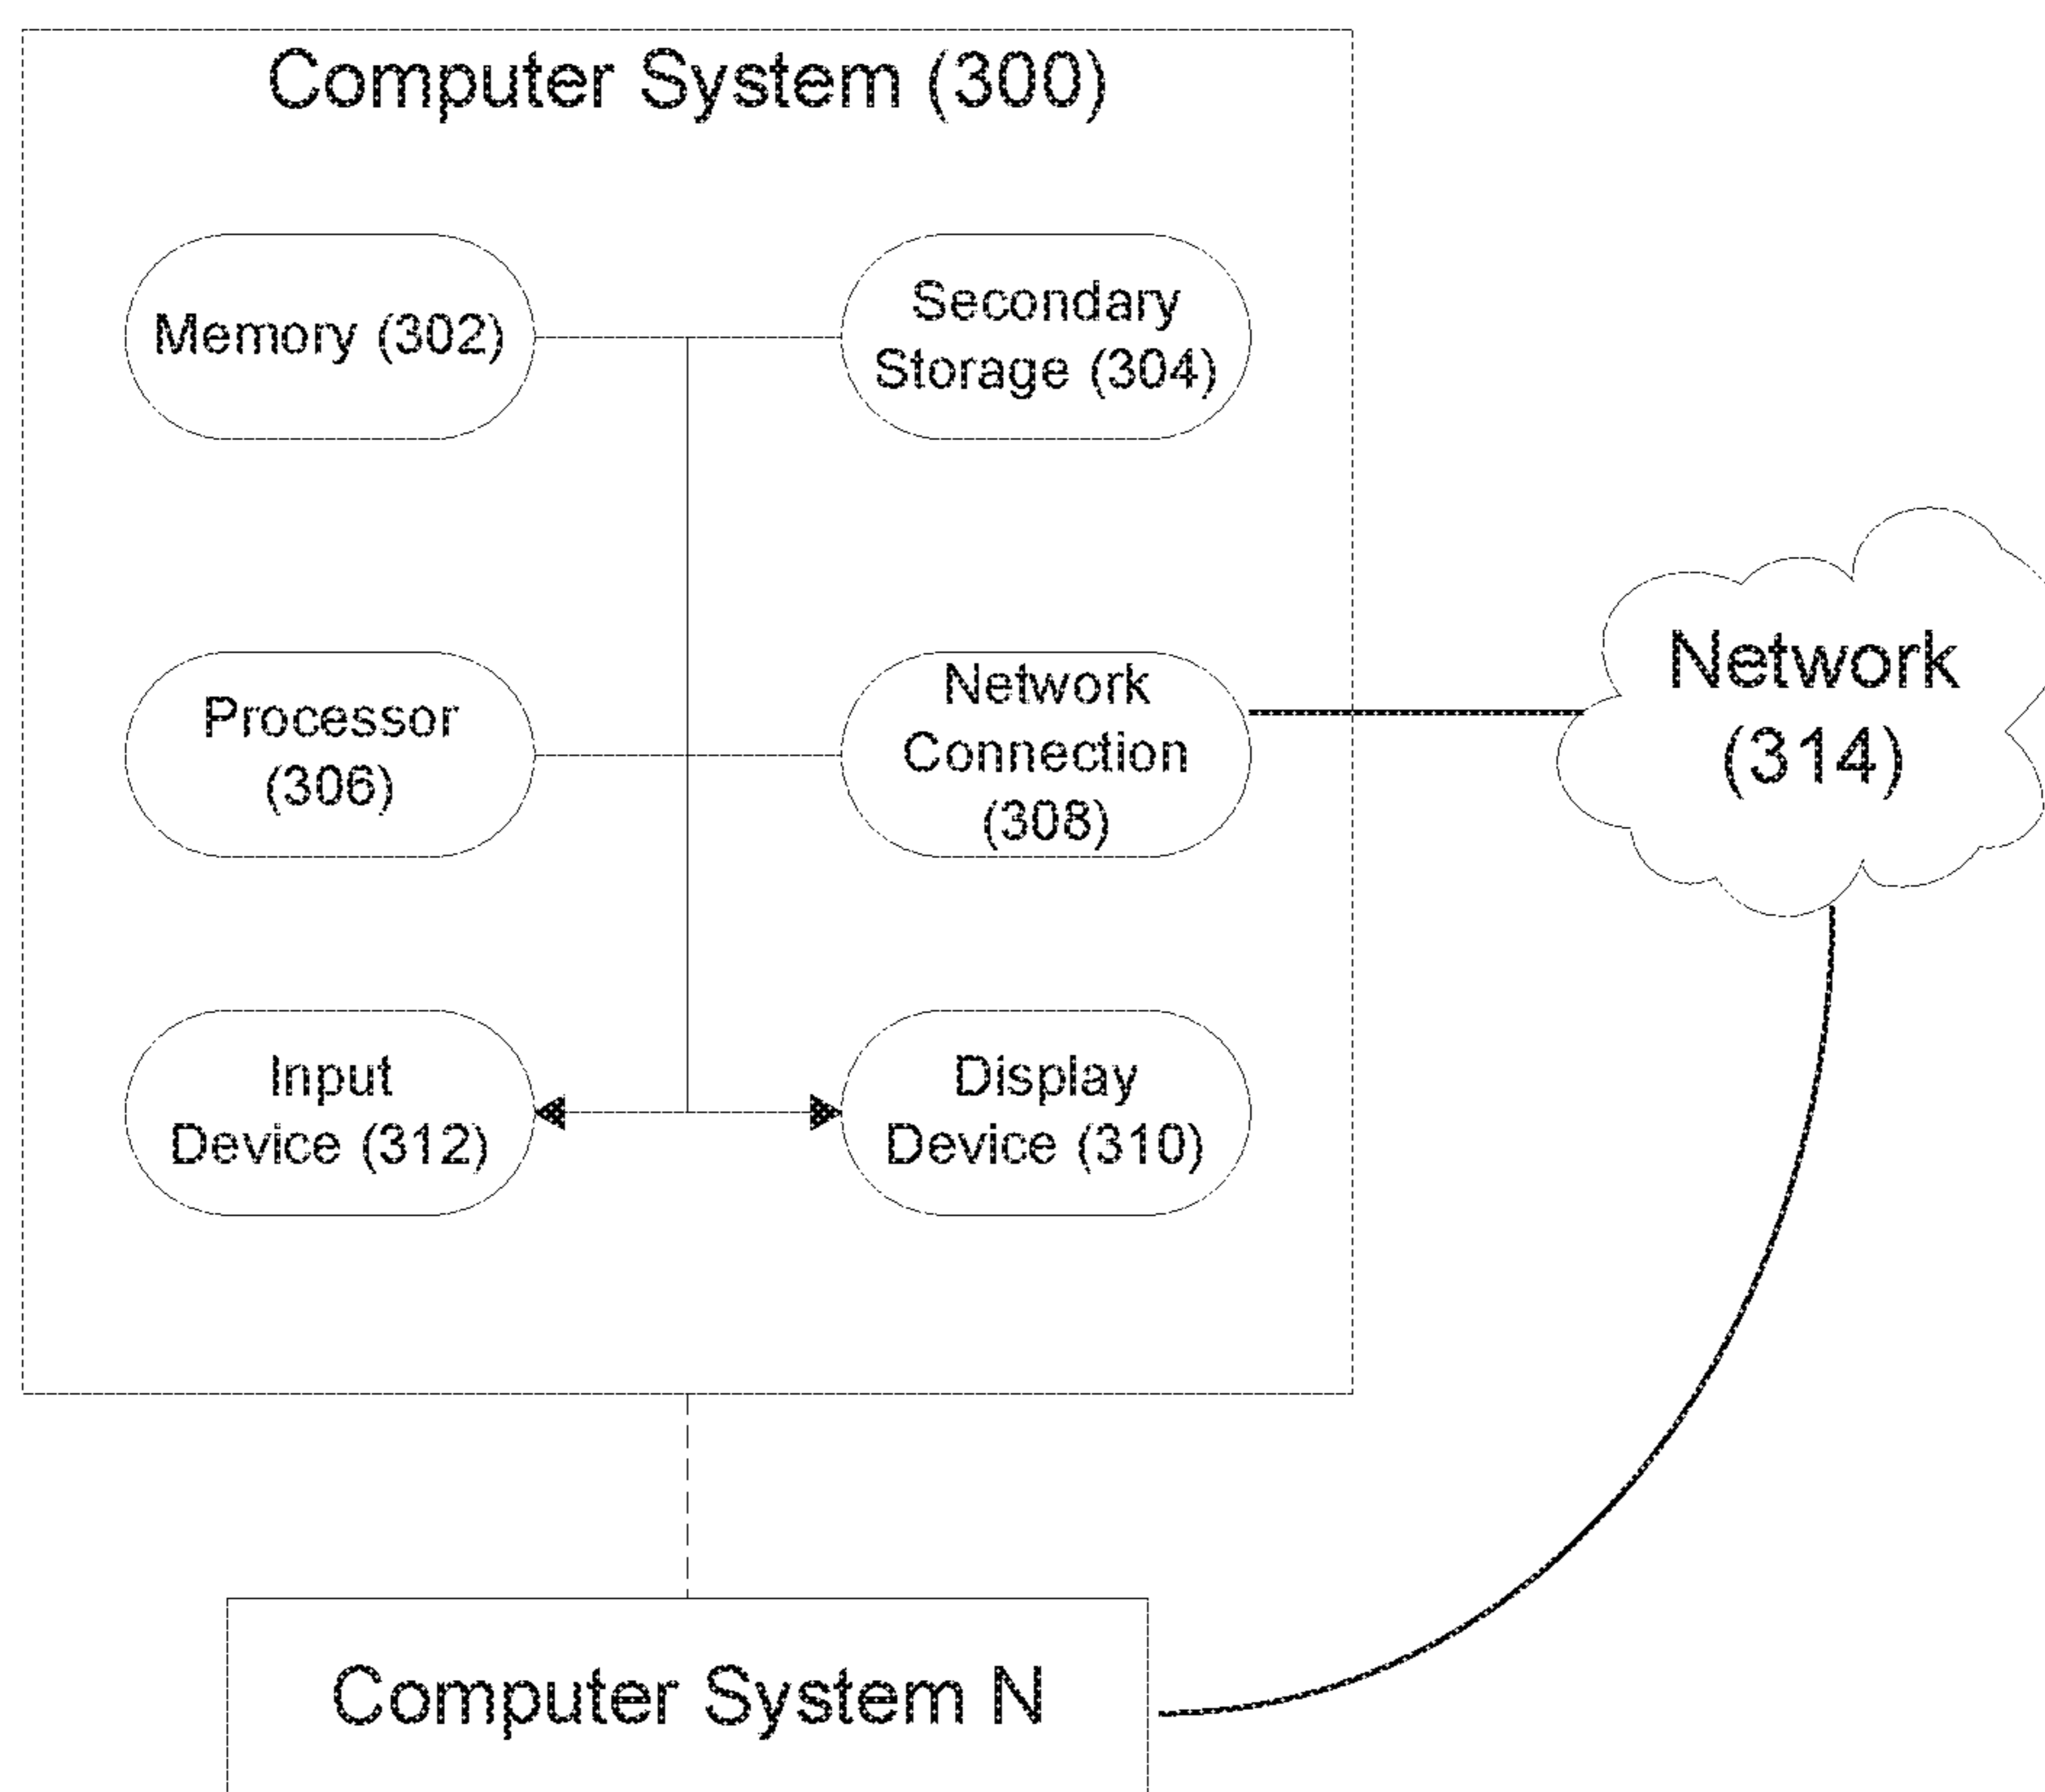 Computer System (300)
Memory (302)
Secondary
Storage (304)
Processor
(306)
Network
Connection
(308)
Network
(314)
Input
Device (312)
Display
Device (310)
Computer System N